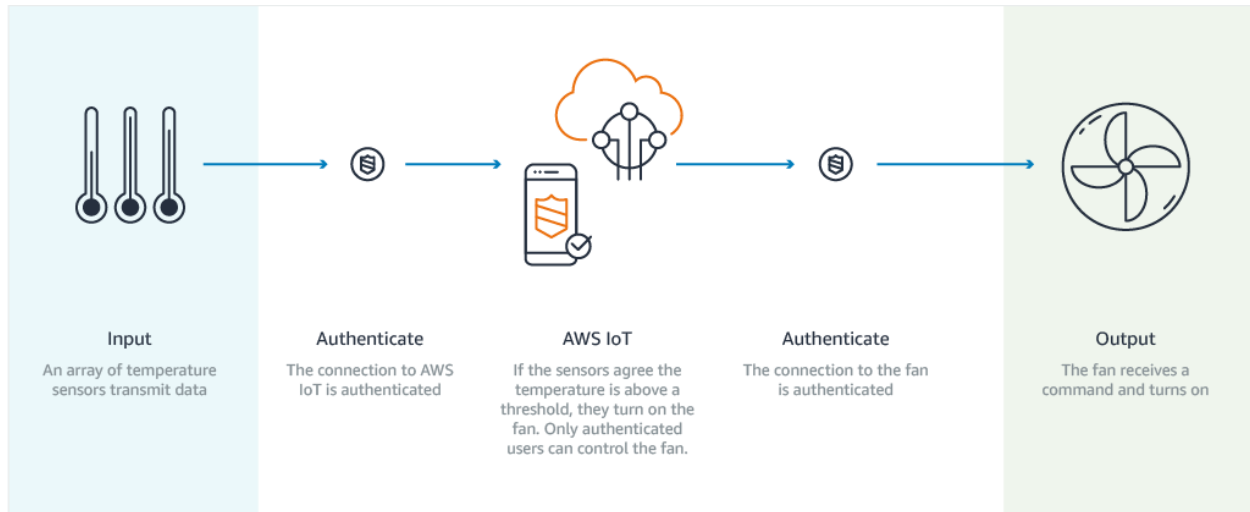 Input
An array of temperature
sensors transmit data
Authenticate
The connection to AWS
IoT is authenticated
AWS IoT
If the sensors agree the
temperature is above a
threshold, they turn on the
fan. Only authenticated
users can control the fan.
Authenticate
The connection to the fan
is authenticated
Output
The fan receives a
command and turns on